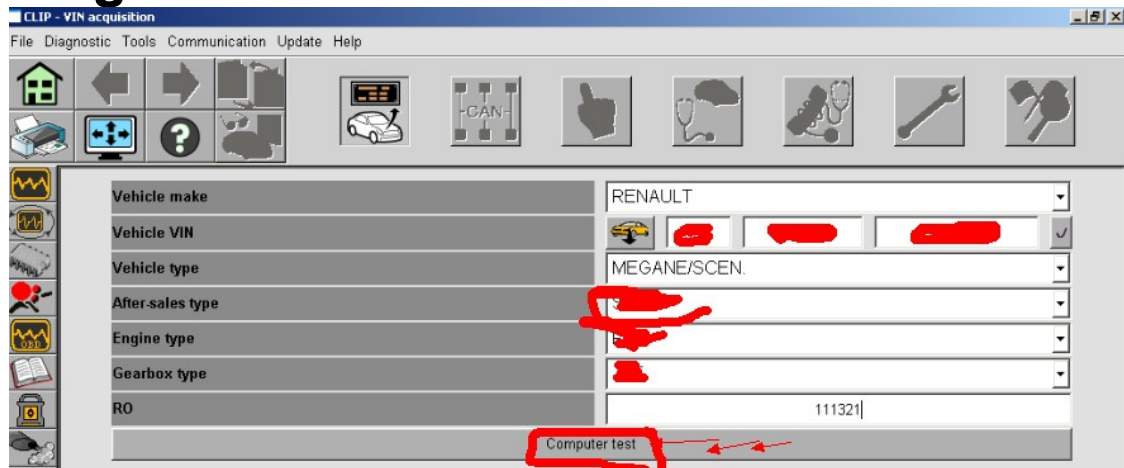 CLIP - VIN acquisition
File Diagnostic Tools Communication Update Help
CAN
Vehicle make RENAULT
Vehicle VIN
Vehicle type MEGANE/SCEN.
After-sales type
Engine type
Gearbox type
OBD
RO 111321
Computer test